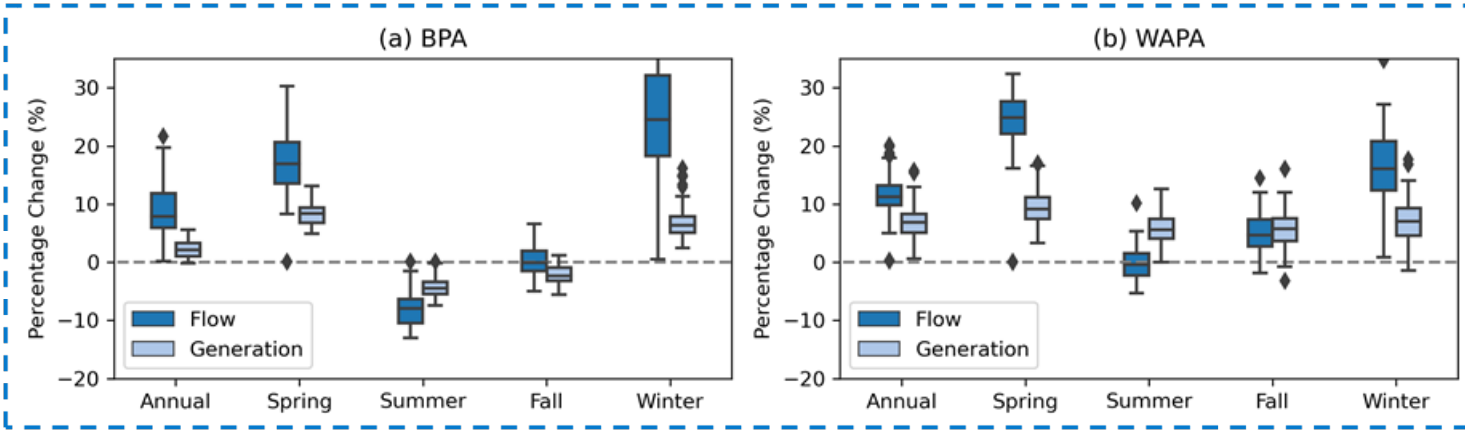 (a) BPA
Percentage Change (%)
30
20
10
0
−10
−20
Flow
Generation
Annual Spring Summer Fall Winter
(b) WAPA
Percentage Change (%)
30
20
10
0
−10
−20
Flow
Generation
Annual Spring Summer Fall Winter